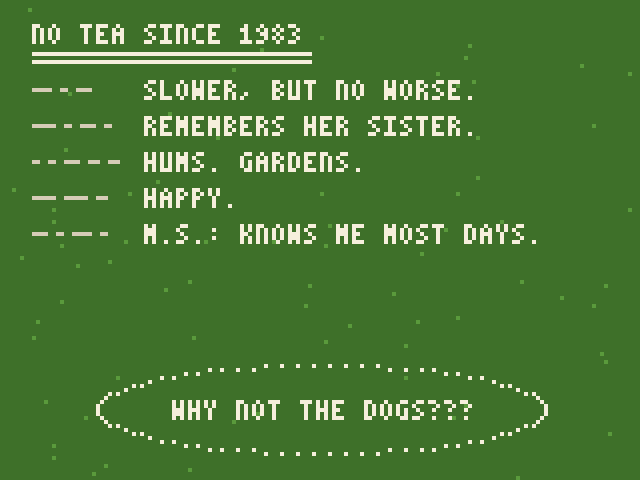 NO TEA SINCE 1983
SLOWER, BUT NO WORSE.
REMEMBERS HER SISTER.
HUMS. GARDENS.
HAPPY.
M.S.: KNOWS ME MOST DAYS.
WHY NOT THE DOGS???